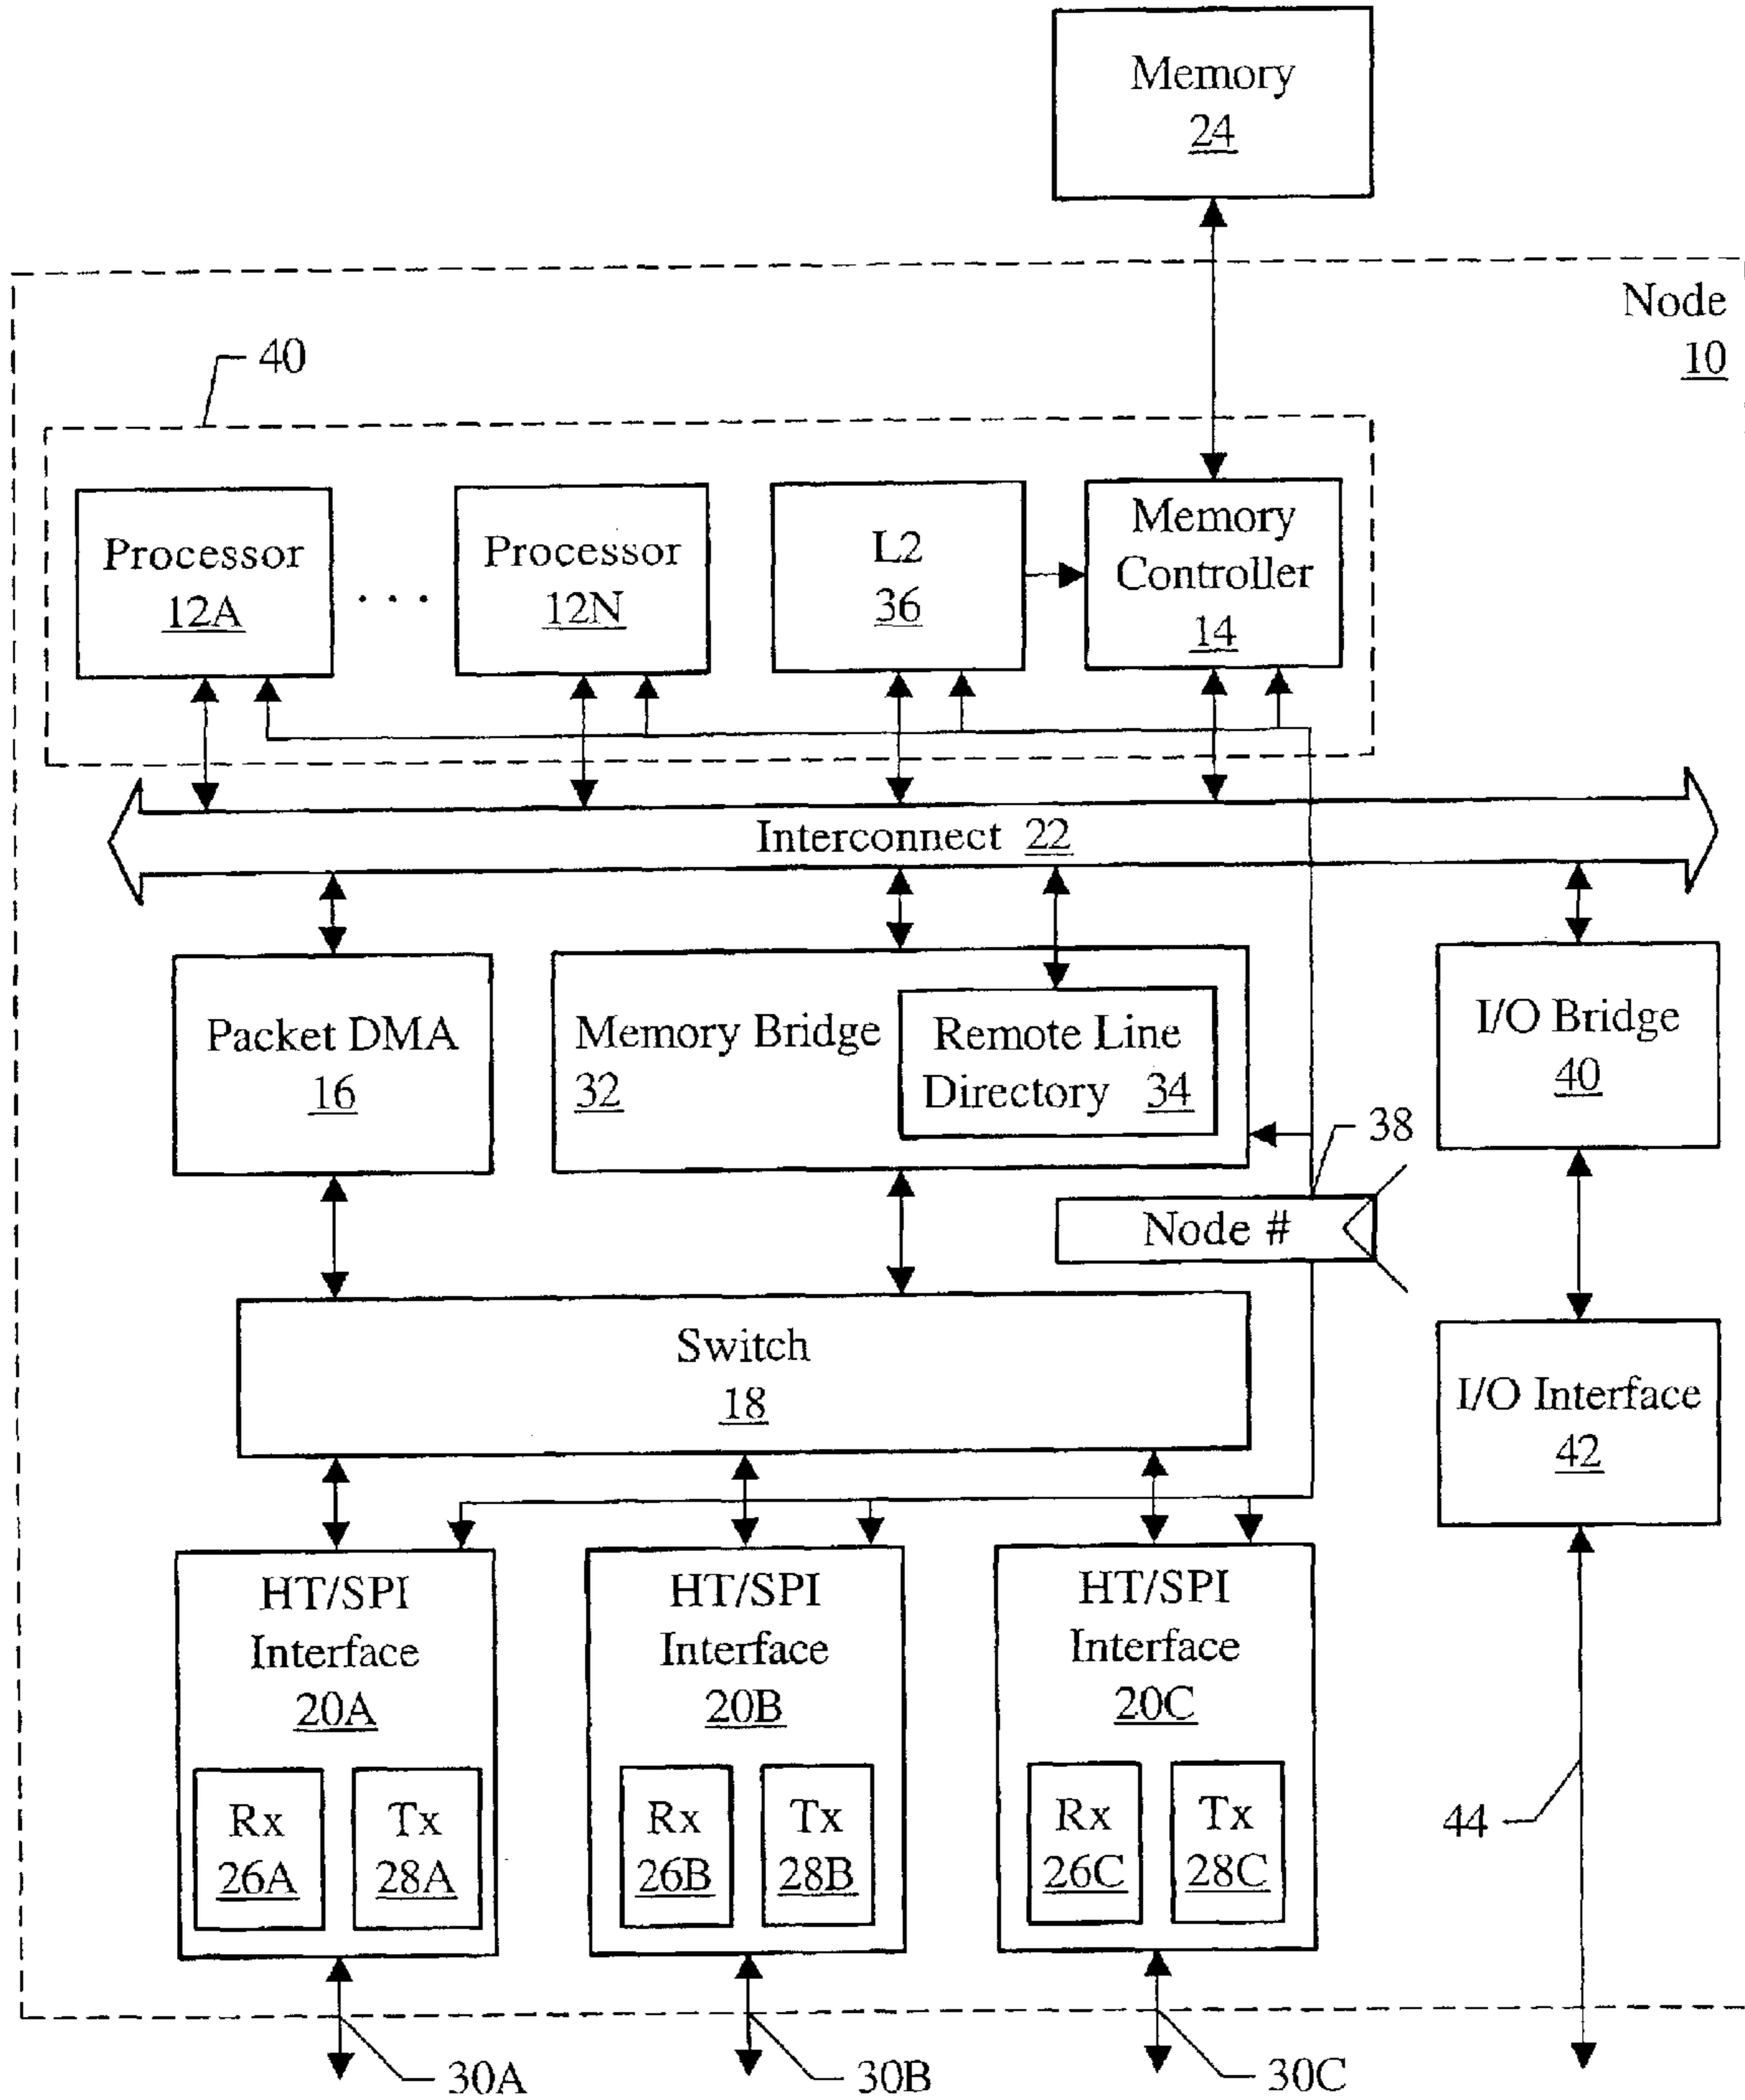 Memory
24
Node
10
40
Processor
12A
. . .
Processor
12N
L2
36
Memory
Controller
14
Interconnect 22
Packet DMA
16
Memory Bridge
32
Remote Line
Directory 34
I/O Bridge
40
38
Node #
Switch
18
I/O Interface
42
HT/SPI
Interface
20A
Rx
26A
Tx
28A
HT/SPI
Interface
20B
Rx
26B
Tx
28B
HT/SPI
Interface
20C
Rx
26C
Tx
28C
44
30A
30B
30C